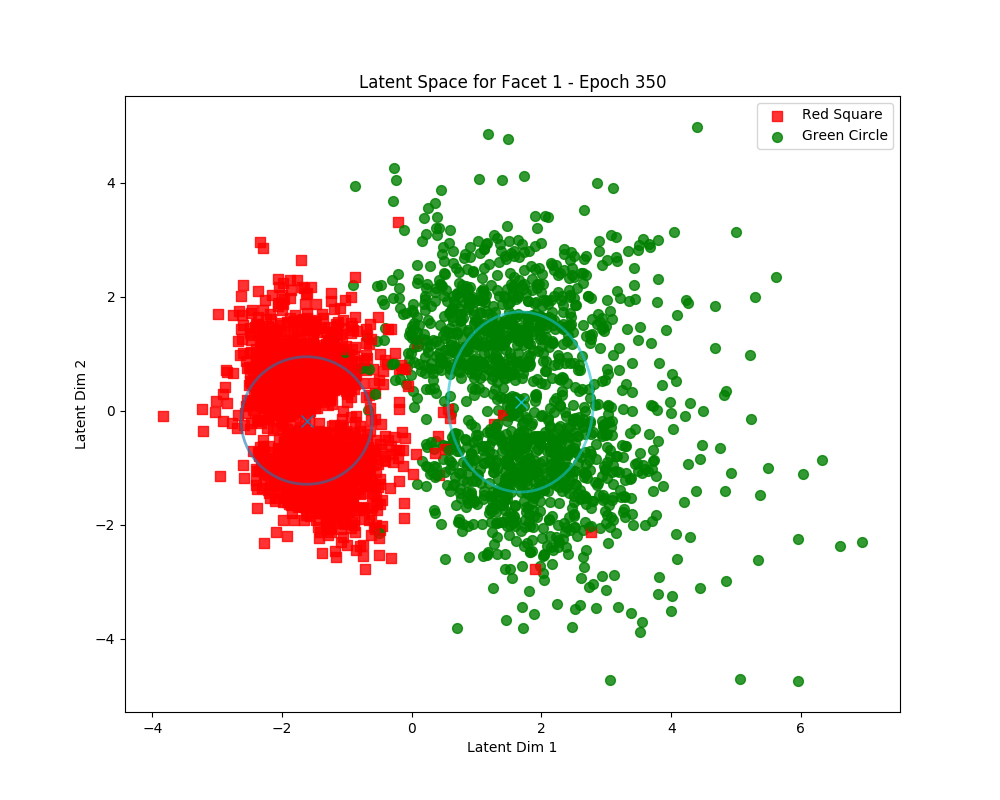 Latent Space for Facet 1 - Epoch 350
Red Square
Green Circle
Latent Dim 2
4
2
0
−2
−4
−4
−2
0
2
4
6
Latent Dim 1